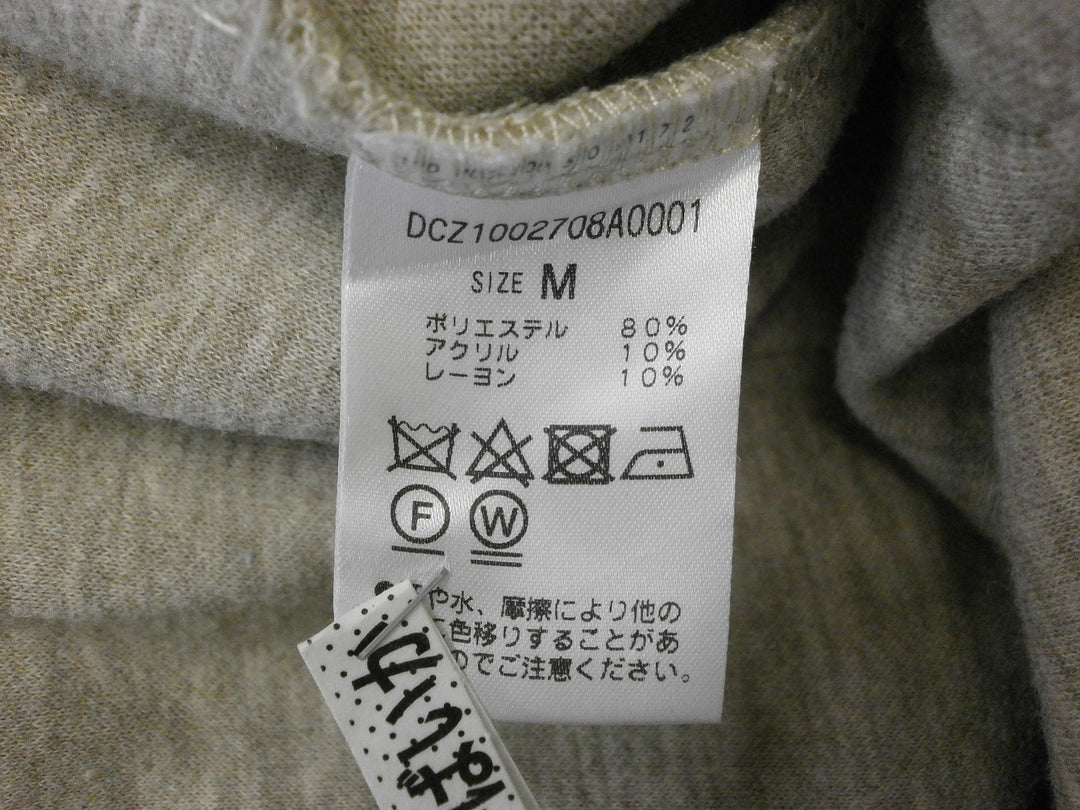 DCZ1002708A0001
SIZE M
ポリエステル 80%
アクリル 10%
レーヨン 10%
F W
や水、摩擦により他の
色移りすることがあ
のでご注意ください。